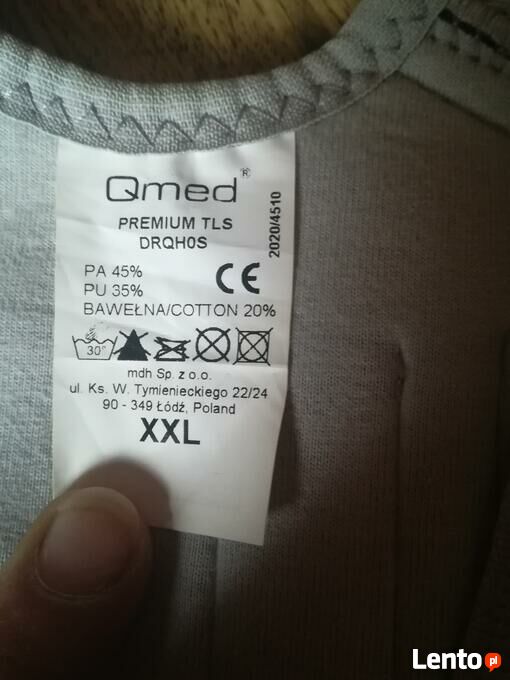 Qmed®
PREMIUM TLS
DRQH0S
2020/4510
PA 45%
PU 35%
CE
BAWEŁNA/COTTON 20%
30°
mdh Sp. z o.o.
ul. Ks. W. Tymienieckiego 22/24
90 - 349 Łódź, Poland
XXL
Lento pl